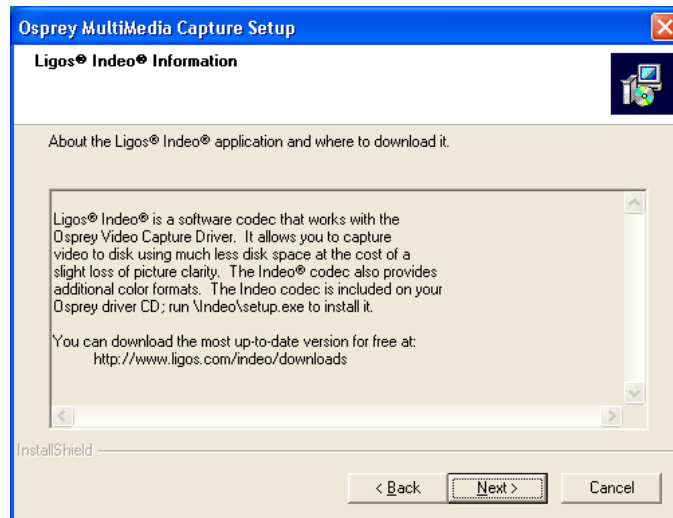 Osprey MultiMedia Capture Setup
Ligos® Indeo® Information
About the Ligos® Indeo® application and where to download it.
Ligos® Indeo® is a software codec that works with the
Osprey Video Capture Driver.  It allows you to capture
video to disk using much less disk space at the cost of a
slight loss of picture clarity.  The Indeo® codec also provides
additional color formats.  The Indeo codec is included on your
Osprey driver CD; run \Indeo\setup.exe to install it.
You can download the most up-to-date version for free at:
http://www.ligos.com/indeo/downloads
InstallShield
< Back   Next >   Cancel